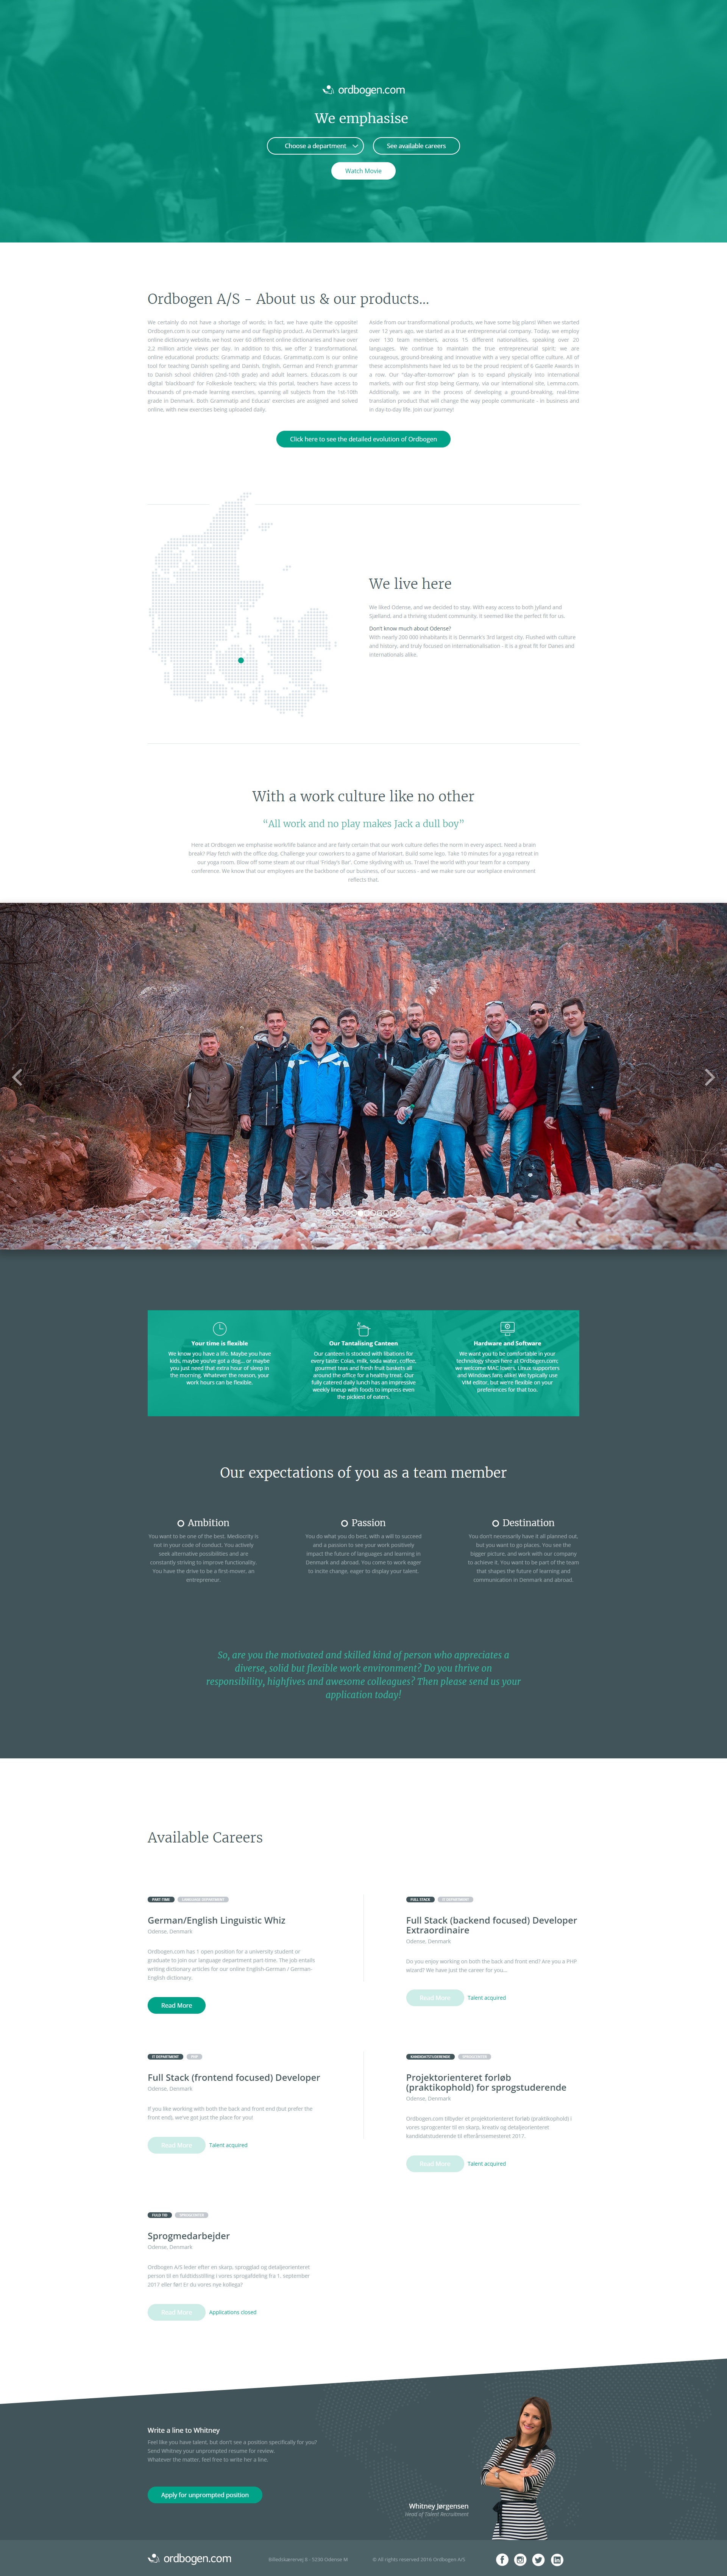 ordbogen.com
We emphasise
Choose a department
See available careers
Watch Movie
Ordbogen A/S - About us & our products...
We certainly do not have a shortage of words; in fact, we have quite the opposite!
Ordbogen.com is our company name and our flagship product. As Denmark's largest
online dictionary website, we host over 60 different online dictionaries and have over
2.2 million article views per day. In addition to this, we offer 2 transformational,
online educational products: Grammatip and Educas. Grammatip.com is our online
tool for teaching Danish spelling and Danish, English, German and French grammar
to Danish school children (2nd-10th grade) and adult learners. Educas.com is our
digital 'blackboard' for Folkeskole teachers; via this portal, teachers have access to
thousands of pre-made learning exercises, spanning all subjects from the 1st-10th
grade in Denmark. Both Grammatip and Educas' exercises are assigned and solved
online, with new exercises being uploaded daily.
Aside from our transformational products, we have some big plans! When we started
over 12 years ago, we started as a true entrepreneurial company. Today, we employ
over 130 team members, across 15 different nationalities, speaking over 20
languages. We continue to maintain the true entrepreneurial spirit; we are
courageous, ground-breaking and innovative with a very special office culture. All of
these accomplishments have led us to be the proud recipient of 6 Gazelle Awards in
a row. Our "day-after-tomorrow" plan is to expand physically into international
markets, with our first stop being Germany, via our international site, Lemma.com.
Additionally, we are in the process of developing a ground-breaking, real-time
translation product that will change the way people communicate - in business and
in day-to-day life. Join our journey!
Click here to see the detailed evolution of Ordbogen
We live here
We liked Odense, and we decided to stay. With easy access to both Jylland and
Sjælland, and a thriving student community, it seemed like the perfect fit for us.
Don't know much about Odense?
With nearly 200 000 inhabitants it is Denmark's 3rd largest city. Flushed with culture
and history, and truly focused on internationalisation - it is a great fit for Danes and
internationals alike.
With a work culture like no other
“All work and no play makes Jack a dull boy”
Here at Ordbogen we emphasise work/life balance and are fairly certain that our work culture defies the norm in every aspect. Need a brain
break? Play fetch with the office dog. Challenge your coworkers to a game of Mariokart. Build some lego. Take 10 minutes for a yoga retreat in
our yoga room. Blow off some steam at our ritual 'Friday's Bar'. Come skydiving with us. Travel the world with your team for a company
conference. We know that our employees are the backbone of our business, of our success - and we make sure our workplace environment
reflects that.
Your time is flexible
We know you have a life. Maybe you have
kids, maybe you've got a dog... or maybe
you just need that extra hour of sleep in
the morning. Whatever the reason, your
work hours can be flexible.
Our Tantalising Canteen
Our canteen is stocked with libations for
every taste: Colas, milk, soda water, coffee,
gourmet teas and fresh fruit baskets all
around the office for a healthy treat. Our
fully catered daily lunch has an impressive
weekly lineup with foods to impress even
the pickiest of eaters.
Hardware and Software
We want you to be comfortable in your
technology shoes here at Ordbogen.com;
we welcome MAC lovers, Linux supporters
and Windows fans alike! We typically use
VIM editor, but we're flexible on your
preferences for that too.
Our expectations of you as a team member
Ambition
You want to be one of the best. Mediocrity is
not in your code of conduct. You actively
seek alternative possibilities and are
constantly striving to improve functionality.
You have the drive to be a first mover, an
entrepreneur.
Passion
You do what you do best, with a will to succeed
and a passion to see your work positively
impact the future of languages and learning in
Denmark and abroad. You come to work eager
to incite change, eager to display your talent.
Destination
You don't necessarily have it all planned out,
but you want to go places. You see the
bigger picture, and work with our company
to achieve it. You want to be part of the team
that shapes the future of learning and
communication in Denmark and abroad.
So, are you the motivated and skilled kind of person who appreciates a
diverse, solid but flexible work environment? Do you thrive on
responsibility, highfives and awesome colleagues? Then please send us your
application today!
Available Careers
PART TIME LANGUAGE DEPARTMENT
German/English Linguistic Whiz
Odense, Denmark
Ordbogen.com has 1 open position for a university student or
graduate to join our language department part-time. The job entails
writing dictionary articles for our online English-German / German-
English dictionary.
Read More
FULL STACK IT DEPARTMENT
Full Stack (backend focused) Developer
Extraordinaire
Odense, Denmark
Do you enjoy working on both the back and front end? Are you a PHP
wizard? We have just the career for you...
Read More Talent acquired
IT DEPARTMENT PHP
Full Stack (frontend focused) Developer
Odense, Denmark
If you like working with both the back and front end (but prefer the
front end), we've got just the place for you!
Read More Talent acquired
KANDIDATSTUDERENDE SPROGCENTER
Projektorienteret forløb
(praktikophold) for sprogstuderende
Odense, Denmark
Ordbogen.com tilbyder et projektorienteret forløb (praktikophold) i
vores sprogcenter til en skarp, kreativ og detaljeorienteret
kandidatstuderende til efterårssemesteret 2017.
Read More Talent acquired
FULD TID SPROGCENTER
Sprogmedarbejder
Odense, Denmark
Ordbogen A/S leder efter en skarp, sprogglad og detaljeorienteret
person til en fuldtidsstilling i vores sprogafdeling fra 1. september
2017 eller før! Er du vores nye kollega?
Read More Applications closed
Write a line to Whitney
Feel like you have talent, but don't see a position specifically for you?
Send Whitney your unprompted resume for review.
Whatever the matter, feel free to write her a line.
Apply for unprompted position
Whitney Jørgensen
Head of Talent Recruitment
ordbogen.com
Billedskærervej 8 - 5230 Odense M
© All rights reserved 2016 Ordbogen A/S